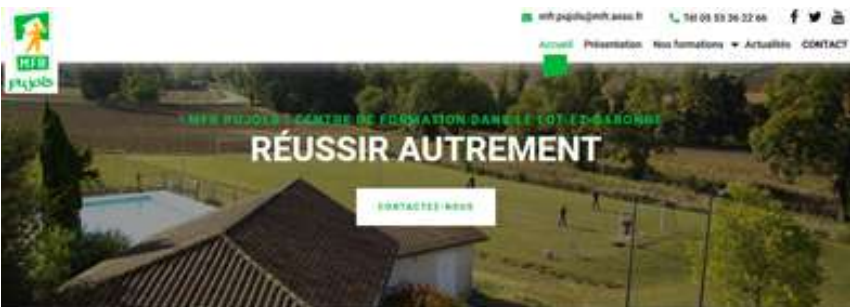 mfr.pujols@mfr.asso.fr Tél 05 53 36 22 66
MFR
Pujols
Accueil Présentation Nos formations Actualités CONTACT
MFR PUJOLS : CENTRE DE FORMATION DANS LE LOT-ET-GARONNE
RÉUSSIR AUTREMENT
CONTACTEZ-NOUS